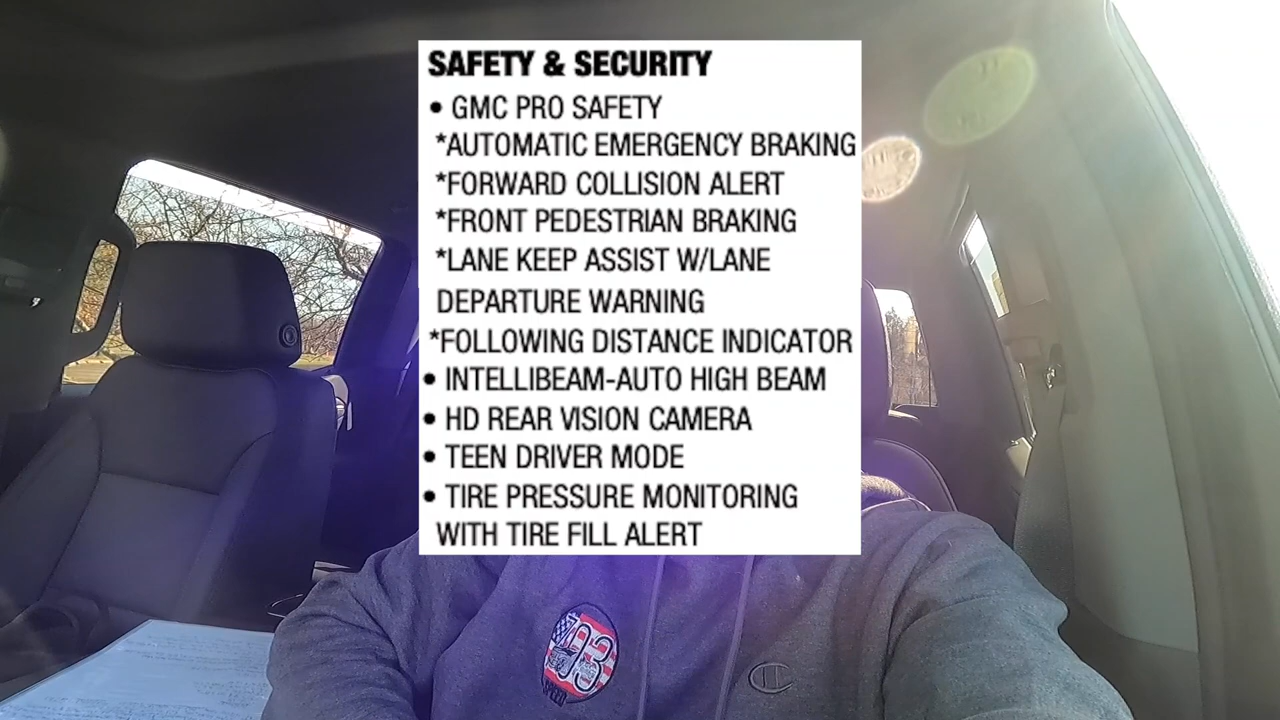 SAFETY & SECURITY
• GMC PRO SAFETY
*AUTOMATIC EMERGENCY BRAKING
*FORWARD COLLISION ALERT
*FRONT PEDESTRIAN BRAKING
*LANE KEEP ASSIST W/LANE
DEPARTURE WARNING
*FOLLOWING DISTANCE INDICATOR
• INTELLIBEAM-AUTO HIGH BEAM
• HD REAR VISION CAMERA
• TEEN DRIVER MODE
• TIRE PRESSURE MONITORING
WITH TIRE FILL ALERT
703
SPEED